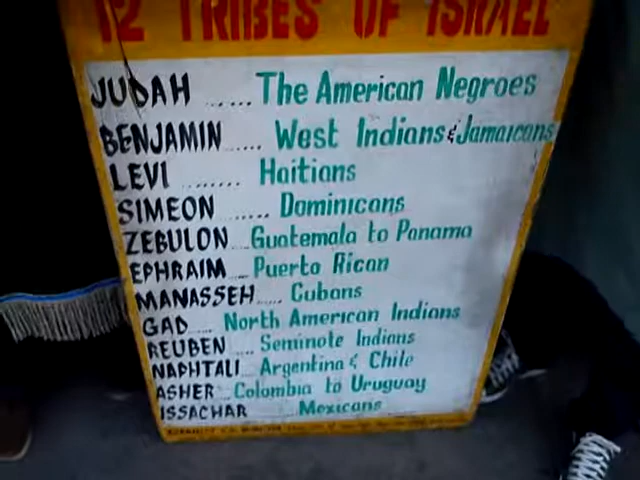 12 TRIBES OF ISRAEL
JUDAH ...... The American Negroes
BENJAMIN ..... West Indians & Jamaicans
LEVI ........ Haitians
SIMEON ....... Dominicans
ZEBULON ... Guatemala to Panama
EPHRAIM .... Puerto Rican
MANASSEH ..... Cubans
GAD ..... North American Indians
REUBEN .... Seminole Indians
NAPHTALI .. Argentina & Chile
ASHER .. Colombia to Uruguay
ISSACHAR ...... Mexicans